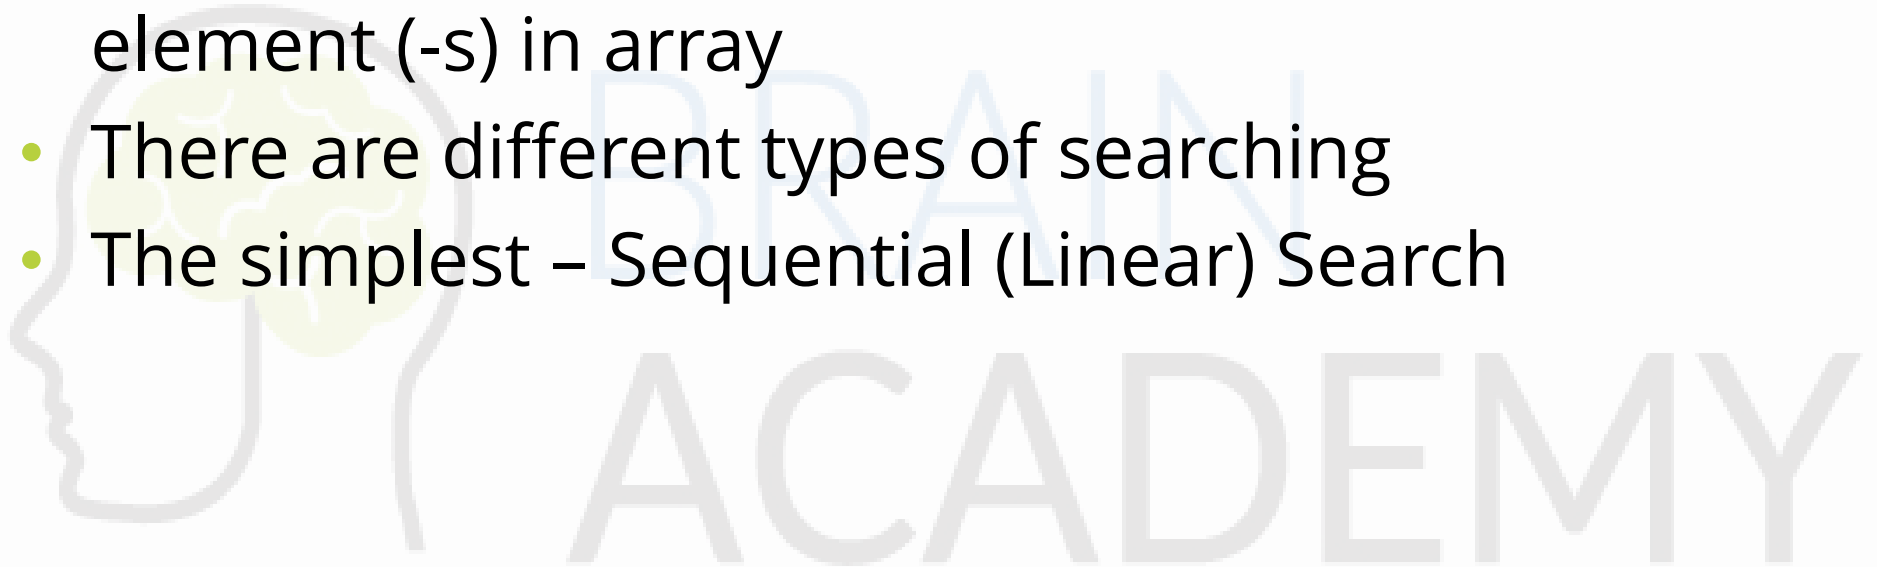 element (-s) in array
• There are different types of searching
• The simplest – Sequential (Linear) Search
BRAIN
ACADEMY